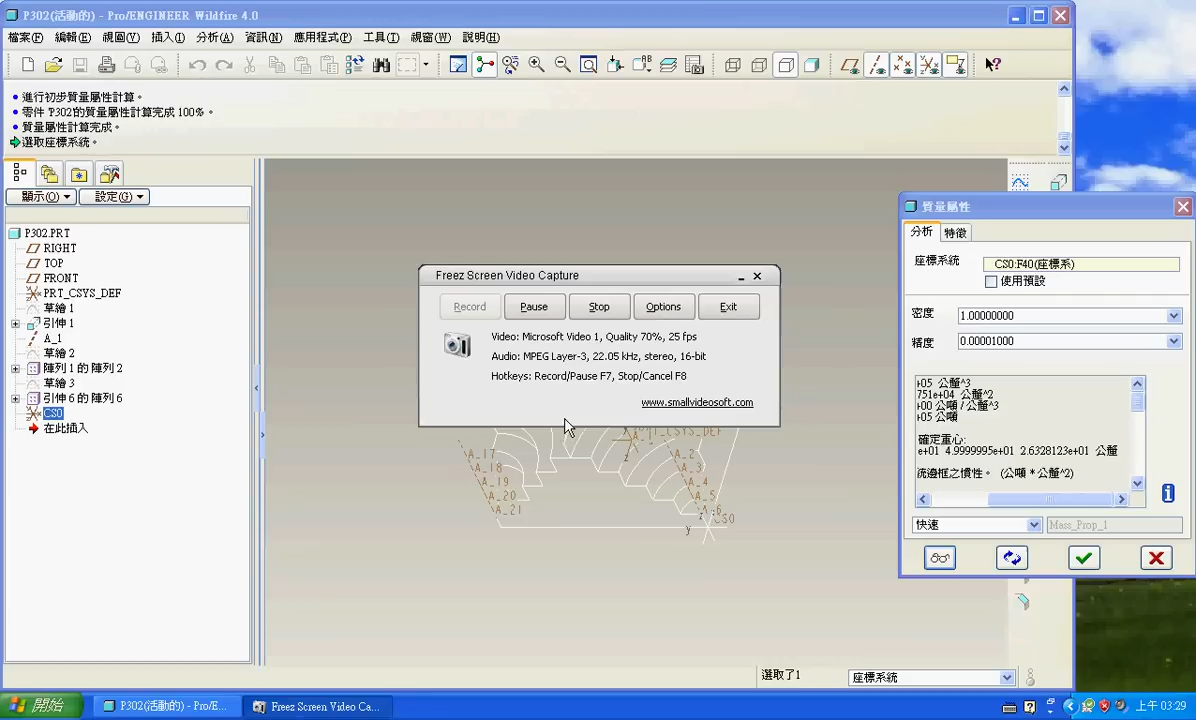 P302(活動的) - Pro/ENGINEER Wildfire 4.0
檔案(F) 編輯(E) 視圖(V) 插入(I) 分析(A) 資訊(N) 應用程式(P) 工具(T) 視窗(W) 說明(H)
• 進行初步質量屬性計算。
• 零件 'P302'的質量屬性計算完成 100%。
• 質量屬性計算完成。
選取座標系統。
顯示(O) 設定(G)
P302.PRT
RIGHT
TOP
FRONT
PRT_CSYS_DEF
草繪 1
引伸 1
A_1
草繪 2
陣列 1 的 陣列 2
草繪 3
引伸 6 的 陣列 6
CS0
在此插入
Freez Screen Video Capture
Record Pause Stop Options Exit
Video: Microsoft Video 1, Quality 70%, 25 fps
Audio: MPEG Layer-3, 22.05 kHz, stereo, 16-bit
Hotkeys: Record/Pause F7, Stop/Cancel F8
www.smallvideosoft.com
PRT_CSYS_DEF
A_17 A_2
A_18 A_3
A_19 A_4
A_20 A_5
A_21 A_6
z
y
CS0
質量屬性
分析 特徵
座標系統 CS0:F40(座標系)
使用預設
密度 1.00000000
精度 0.00001000
+05 公釐^3
751e+04 公釐^2
+00 公噸 / 公釐^3
+05 公噸
確定重心:
e+01 4.9999995e+01 2.6328123e+01 公釐
流邊框之慣性。 (公噸 * 公釐^2)
快速 Mass_Prop_1
選取了1 座標系統
開始 P302(活動的) - Pro/E... Freez Screen Video Ca... 上午 03:29